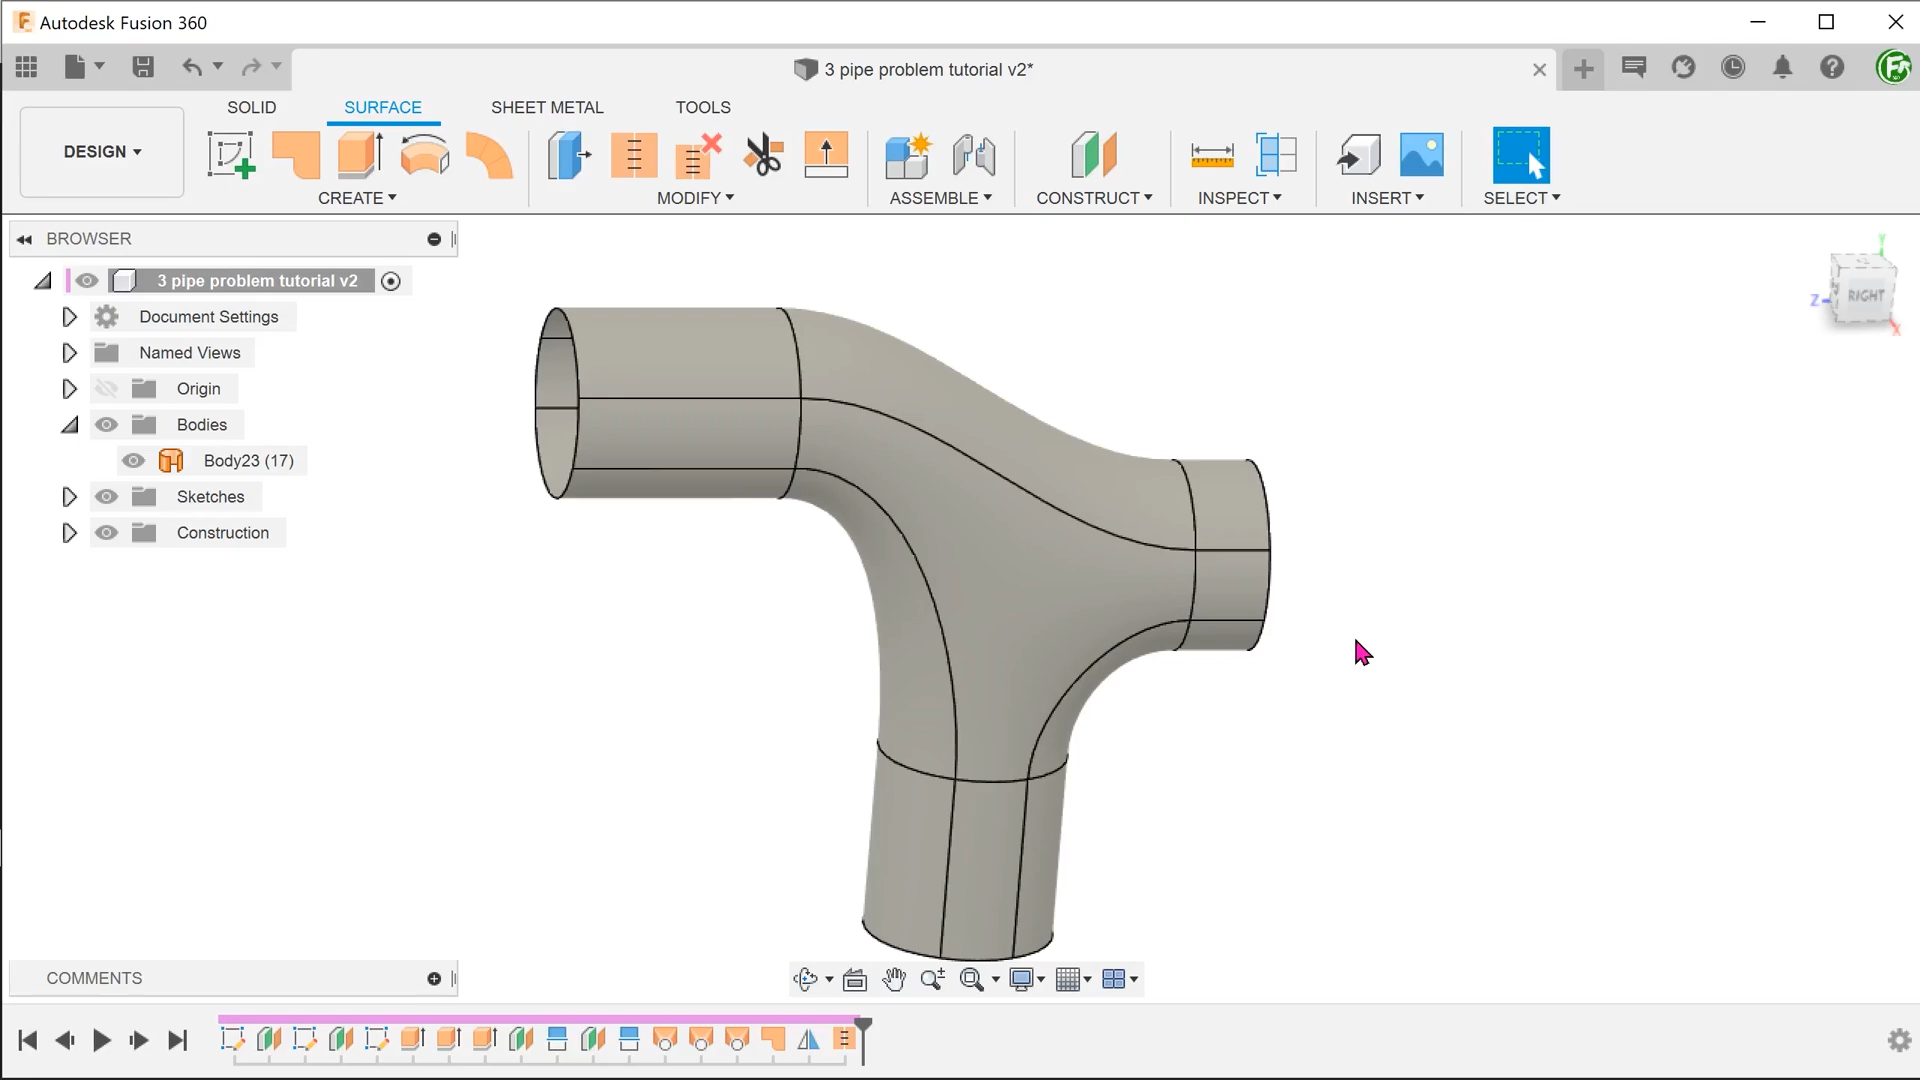 Autodesk Fusion 360
3 pipe problem tutorial v2*
SOLID SURFACE SHEET METAL TOOLS
DESIGN
CREATE MODIFY ASSEMBLE CONSTRUCT INSPECT INSERT SELECT
BROWSER
3 pipe problem tutorial v2
Document Settings
Named Views
Origin
Bodies
Body23 (17)
Sketches
Construction
RIGHT
Z
X
COMMENTS